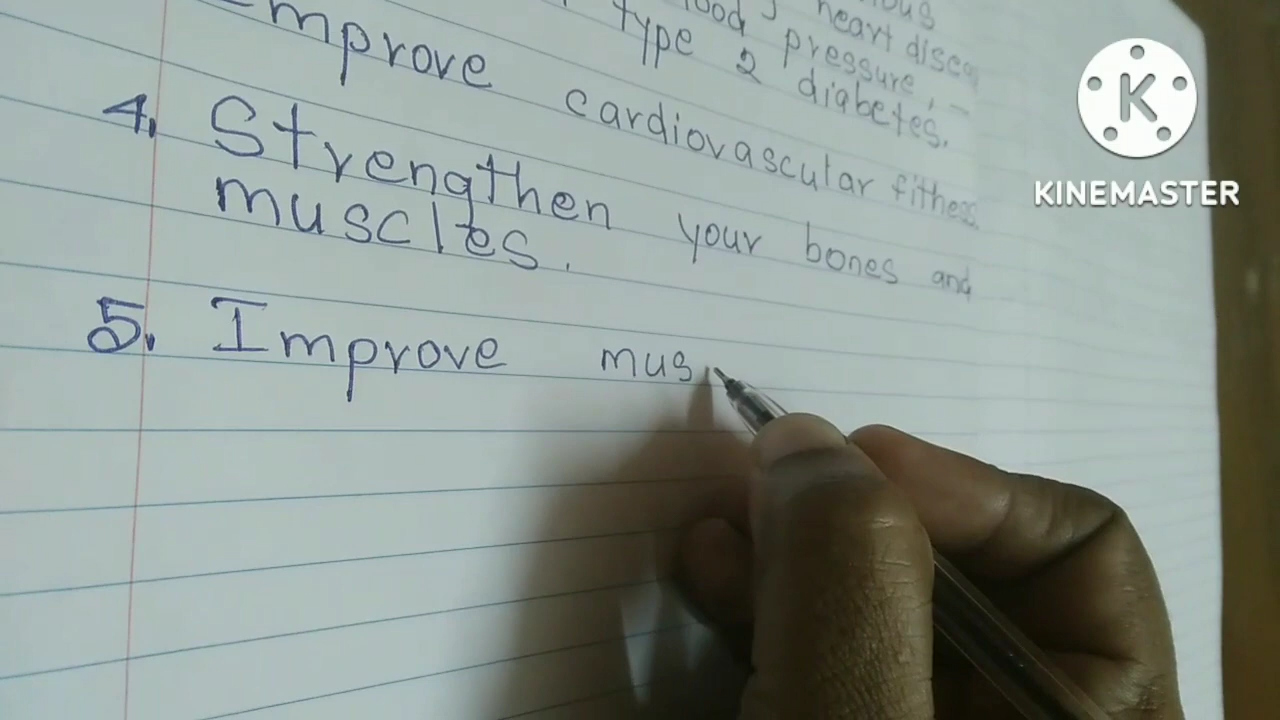 heart disea
pressure,
type 2 diabetes.
Improve cardiovascular fitness.
4. Strengthen your bones and
muscles.
5. Improve mus
K
KINEMASTER